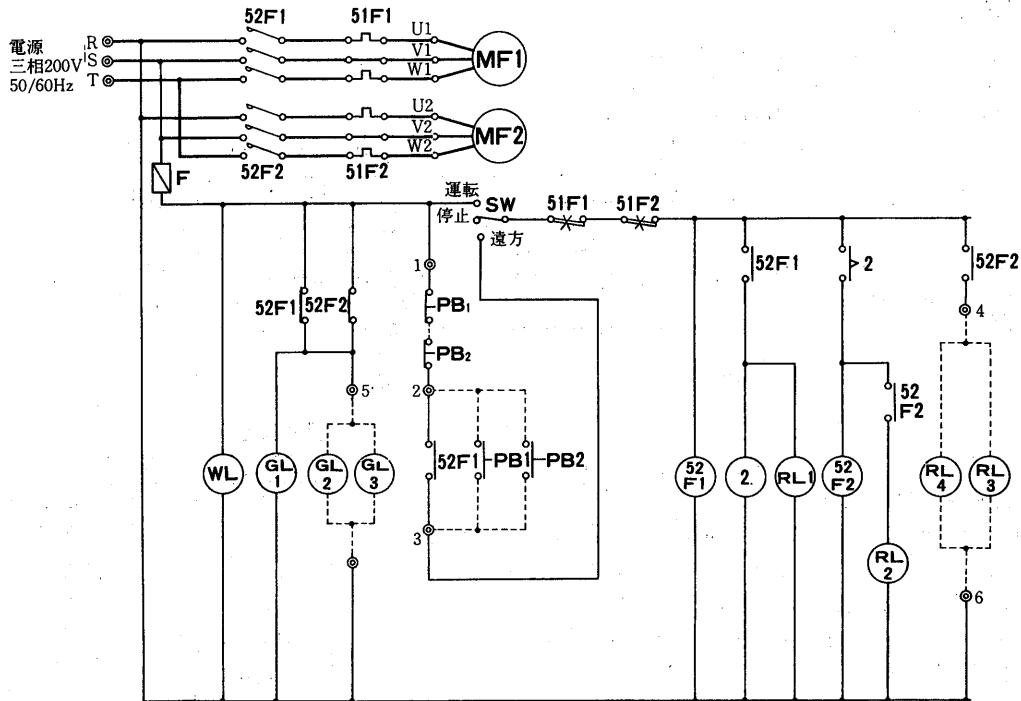 52F1
51F1
電源
三相200V
50/60Hz
R
S
T
U1
V1
W1
MF1
U2
V2
W2
MF2
52F2
51F2
F
運転
停止
SW
遠方
51F1
51F2
1
52F1
52F2
PB1
PB2
52F1
2
52F2
4
5
2
52F1
PB1
PB2
3
52
F2
WL
GL
1
GL
2
GL
3
52
F1
2.
RL1
52
F2
RL
4
RL
3
RL
2
6